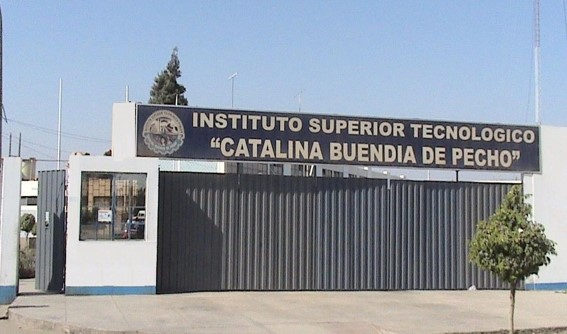 INSTITUTO SUPERIOR TECNOLOGICO
“CATALINA BUENDIA DE PECHO”